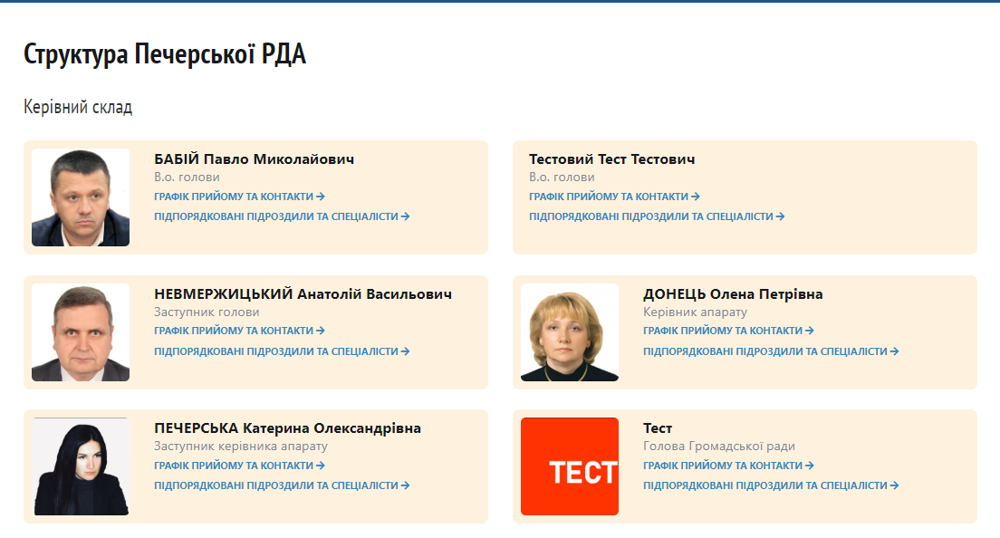 Структура Печерської РДА
Керівний склад
БАБІЙ Павло Миколайович
В.о. голови
ГРАФІК ПРИЙОМУ ТА КОНТАКТИ →
ПІДПОРЯДКОВАНІ ПІДРОЗДИЛИ ТА СПЕЦІАЛІСТИ →
Тестовий Тест Тестович
В.о. голови
ГРАФІК ПРИЙОМУ ТА КОНТАКТИ →
ПІДПОРЯДКОВАНІ ПІДРОЗДИЛИ ТА СПЕЦІАЛІСТИ →
НЕВМЕРЖИЦЬКИЙ Анатолій Васильович
Заступник голови
ГРАФІК ПРИЙОМУ ТА КОНТАКТИ →
ПІДПОРЯДКОВАНІ ПІДРОЗДИЛИ ТА СПЕЦІАЛІСТИ →
ДОНЕЦЬ Олена Петрівна
Керівник апарату
ГРАФІК ПРИЙОМУ ТА КОНТАКТИ →
ПІДПОРЯДКОВАНІ ПІДРОЗДИЛИ ТА СПЕЦІАЛІСТИ →
ПЕЧЕРСЬКА Катерина Олександрівна
Заступник керівника апарату
ГРАФІК ПРИЙОМУ ТА КОНТАКТИ →
ПІДПОРЯДКОВАНІ ПІДРОЗДИЛИ ТА СПЕЦІАЛІСТИ →
ТЕСТ
Тест
Голова Громадської ради
ГРАФІК ПРИЙОМУ ТА КОНТАКТИ →
ПІДПОРЯДКОВАНІ ПІДРОЗДИЛИ ТА СПЕЦІАЛІСТИ →